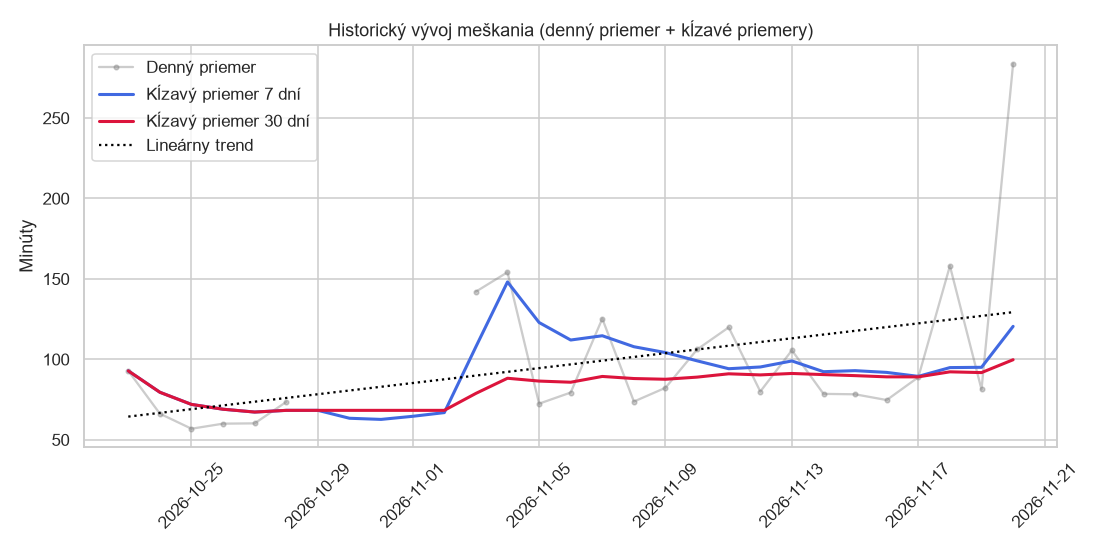 Historický vývoj meškania (denný priemer + kĺzavé priemery)
Denný priemer
Kĺzavý priemer 7 dní
Kĺzavý priemer 30 dní
Lineárny trend
Minúty
250
200
150
100
50
2026-10-25
2026-10-29
2026-11-01
2026-11-05
2026-11-09
2026-11-13
2026-11-17
2026-11-21